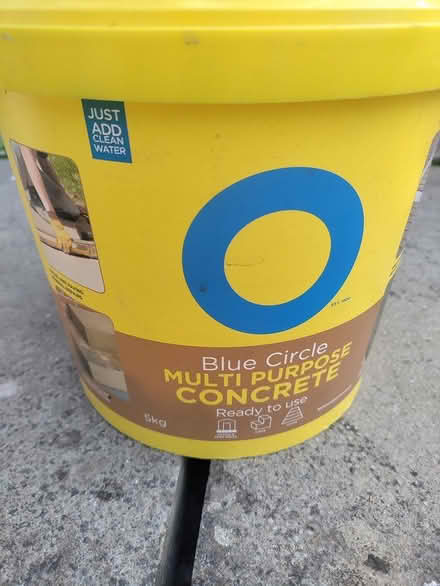 JUST
ADD
CLEAN
WATER
Blue Circle
MULTI PURPOSE
CONCRETE
Ready to use
5kg